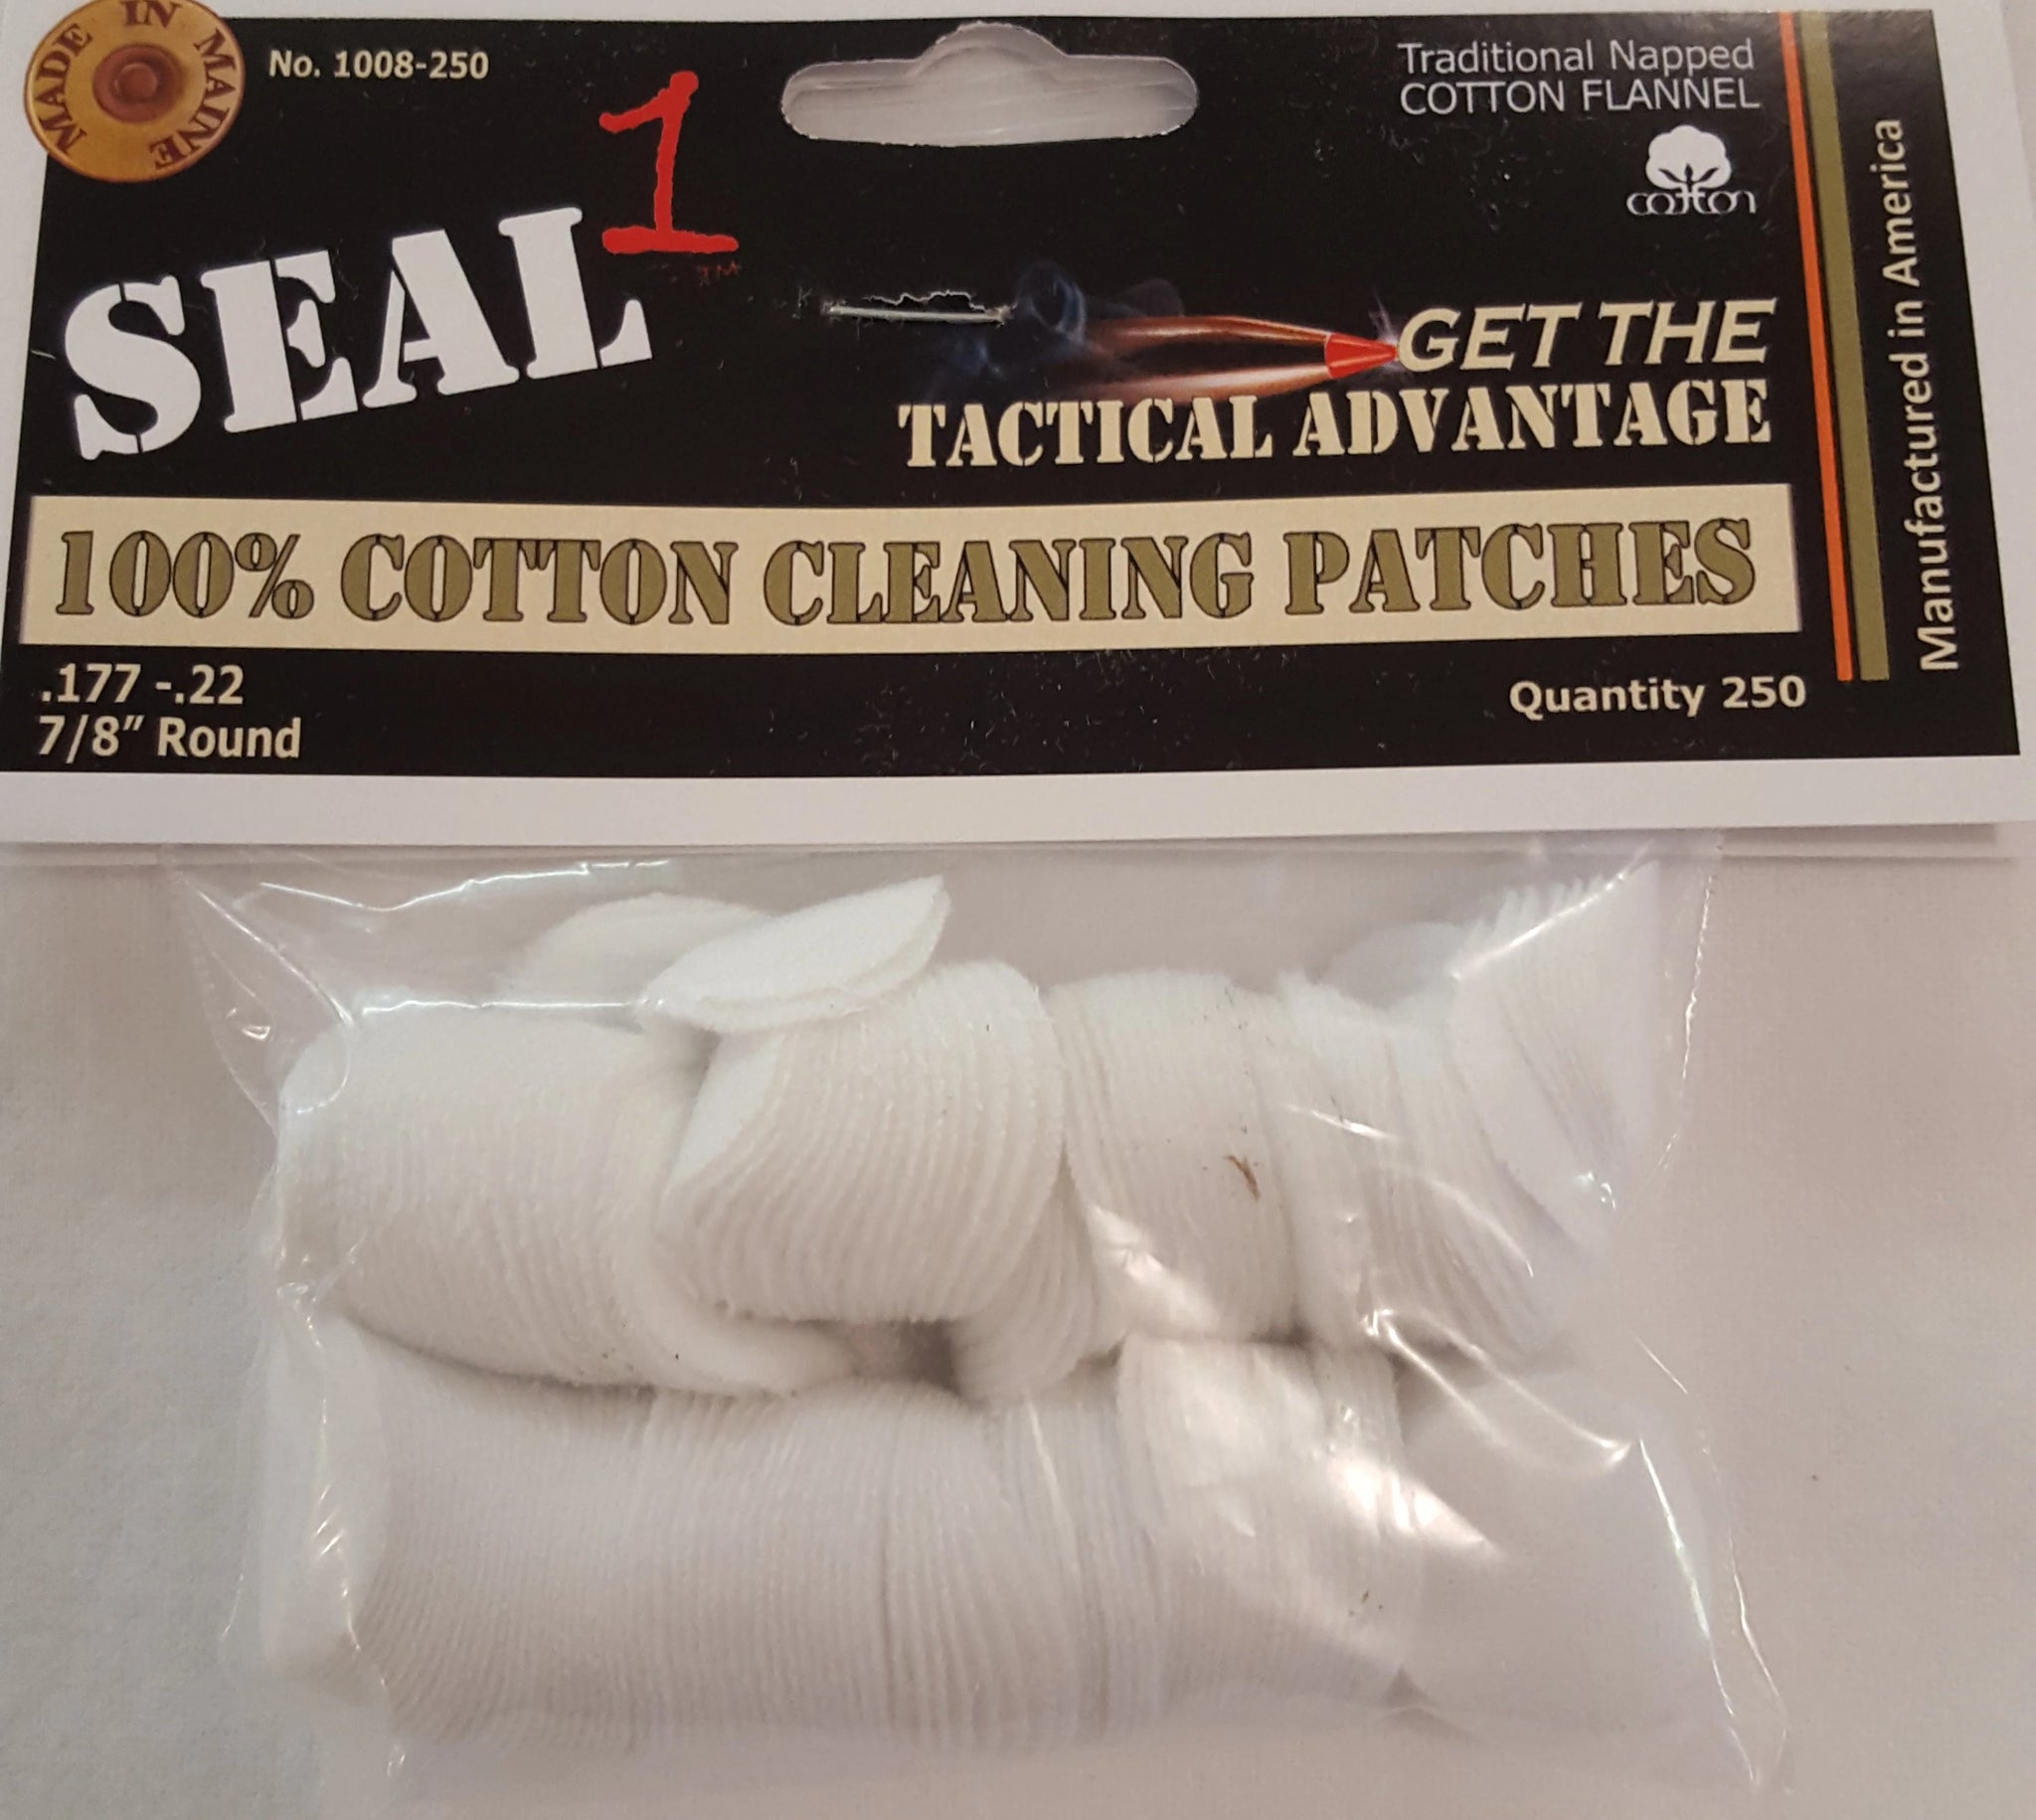 MADE IN MAINE
No. 1008-250
Traditional Napped
COTTON FLANNEL
cotton
SEAL 1
TM
GET THE
TACTICAL ADVANTAGE
100% COTTON CLEANING PATCHES
.177 -.22
7/8" Round
Quantity 250
Manufactured in America